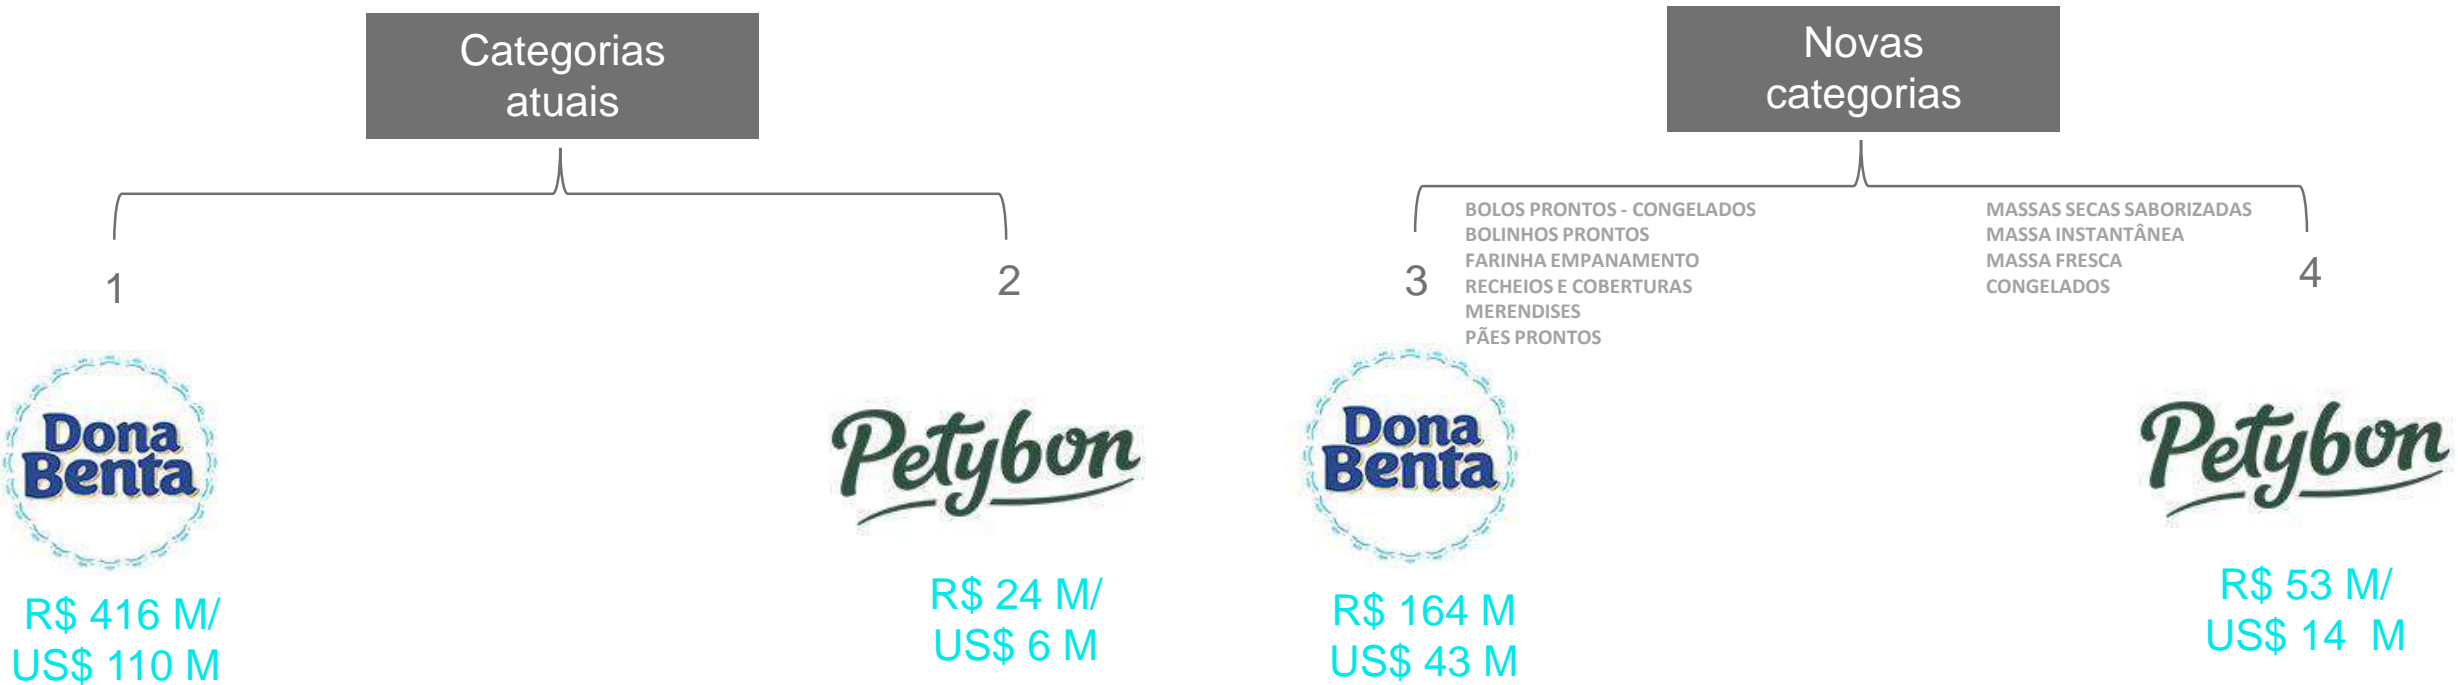 Categorias
atuais
1
2
Dona
Benta
Petybon
R$ 416 M/
US$ 110 M
R$ 24 M/
US$ 6 M
Novas
categorias
3
BOLOS PRONTOS - CONGELADOS
BOLINHOS PRONTOS
FARINHA EMPANAMENTO
RECHEIOS E COBERTURAS
MERENDISES
PÃES PRONTOS
MASSAS SECAS SABORIZADAS
MASSA INSTANTÂNEA
MASSA FRESCA
CONGELADOS
4
Dona
Benta
Petybon
R$ 164 M
US$ 43 M
R$ 53 M/
US$ 14 M